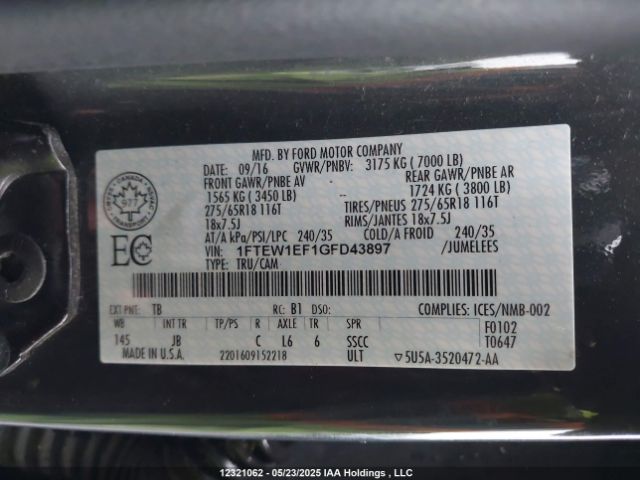 MFD. BY FORD MOTOR COMPANY
DATE: 09/16 GVWR/PNBV: 3175 KG ( 7000 LB)
FRONT GAWR/PNBE AV REAR GAWR/PNBE AR
1565 KG ( 3450 LB) -- 1724 KG ( 3800 LB)
275/65R18 116T TIRES/PNEUS 275/65R18 116T
18x7.5J RIMS/JANTES 18x7.5J
AT/A kPa/PSI/LPC 240/35 COLD/A FROID 240/35
VIN: 1FTEW1EF1GFD43897 /JUMELEES
TYPE: TRU/CAM
CANADA
977
TRANSPORT
EC
EXT PNT: TB RC: B1 DSO: COMPLIES: ICES/NMB-002
WB INT TR TP/PS R AXLE TR SPR F0102
145 JB C L6 6 SSCC T0647
MADE IN U.S.A. 2201609152218 ULT ▽5U5A-3520472-AA
12321062 - 05/23/2025 IAA Holdings , LLC